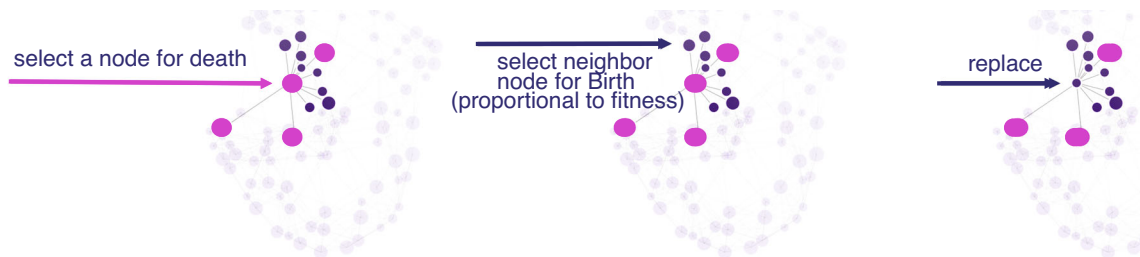 select a node for death
select neighbor
node for Birth
(proportional to fitness)
replace